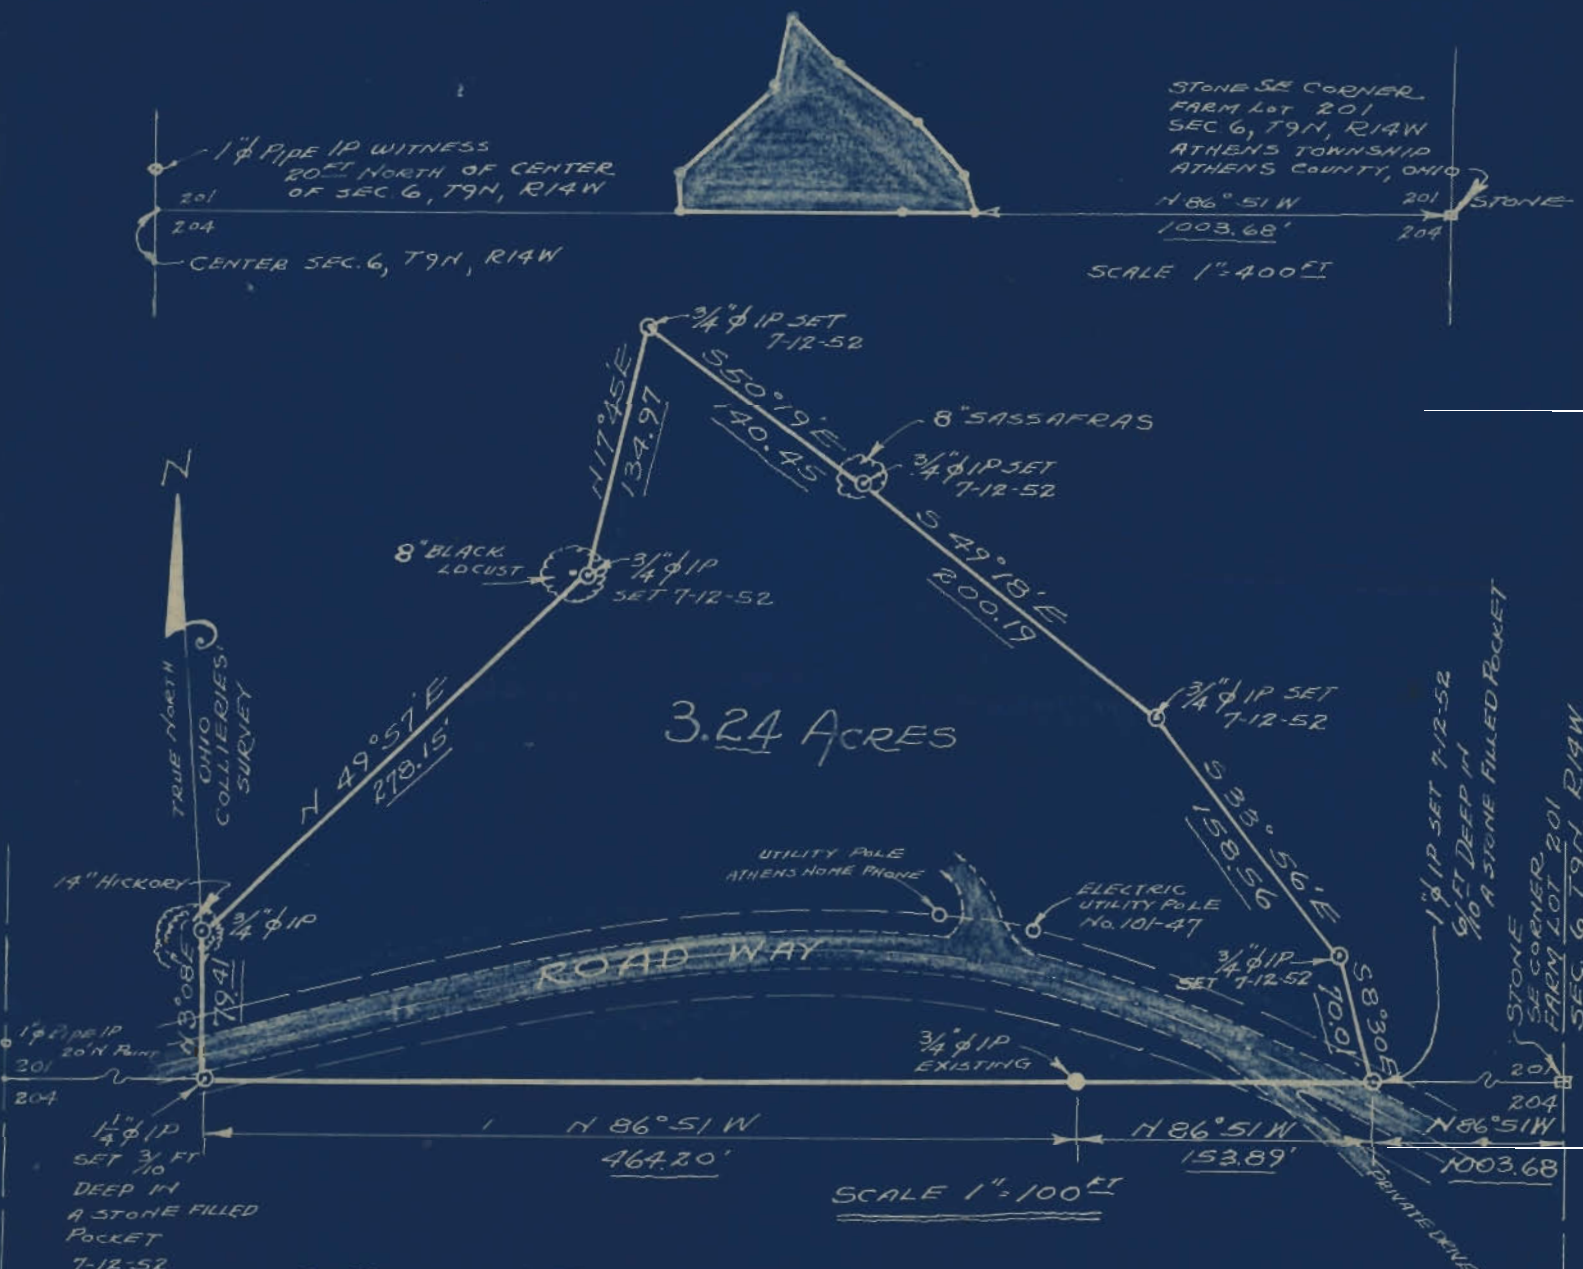 1"⌀ PIPE IP WITNESS
20 FT NORTH OF CENTER
OF SEC. 6, T9N, R14W
201
204
CENTER SEC. 6, T9N, R14W
STONE SE CORNER
FARM LOT 201
SEC. 6, T9N, R14W
ATHENS TOWNSHIP
ATHENS COUNTY, OHIO
N 86°51 W
1003.68'
201
204
STONE
SCALE 1"=400 FT
3/4"⌀ IP SET
7-12-52
N 17°45'E
134.97
S 50°19'E
140.45
8" SASSAFRAS
3/4"⌀ IP SET
7-12-52
8" BLACK
LOCUST
3/4"⌀ IP
SET 7-12-52
S 49°18'E
200.19
N
TRUE NORTH
OHIO
COLLIERIES'
SURVEY
N 49°57'E
278.15'
3.24 ACRES
3/4"⌀ IP SET
7-12-52
S 33°56'E
158.56
14" HICKORY
3/4"⌀ IP
N 3°08'E
79.41
UTILITY POLE
ATHENS HOME PHONE
ELECTRIC
UTILITY POLE
No. 101-47
ROAD WAY
3/4"⌀ IP
SET 7-12-52
S 8°30'E
70.01'
1"⌀ IP SET 7-12-52
FT DEEP IN
A STONE FILLED POCKET
STONE
SE CORNER
FARM LOT 201
SEC. 6 T9N R14W
1"⌀ PIPE IP
20'N POINT
201
204
3/4"⌀ IP
EXISTING
201
204
1 1/4"⌀ IP
SET 3/10 FT
DEEP IN
A STONE FILLED
POCKET
7-12-52
N 86°51 W
464.20'
N 86°51 W
153.89'
N 86°51W
1003.68
SCALE 1"=100 FT
PRIVATE DRIVE